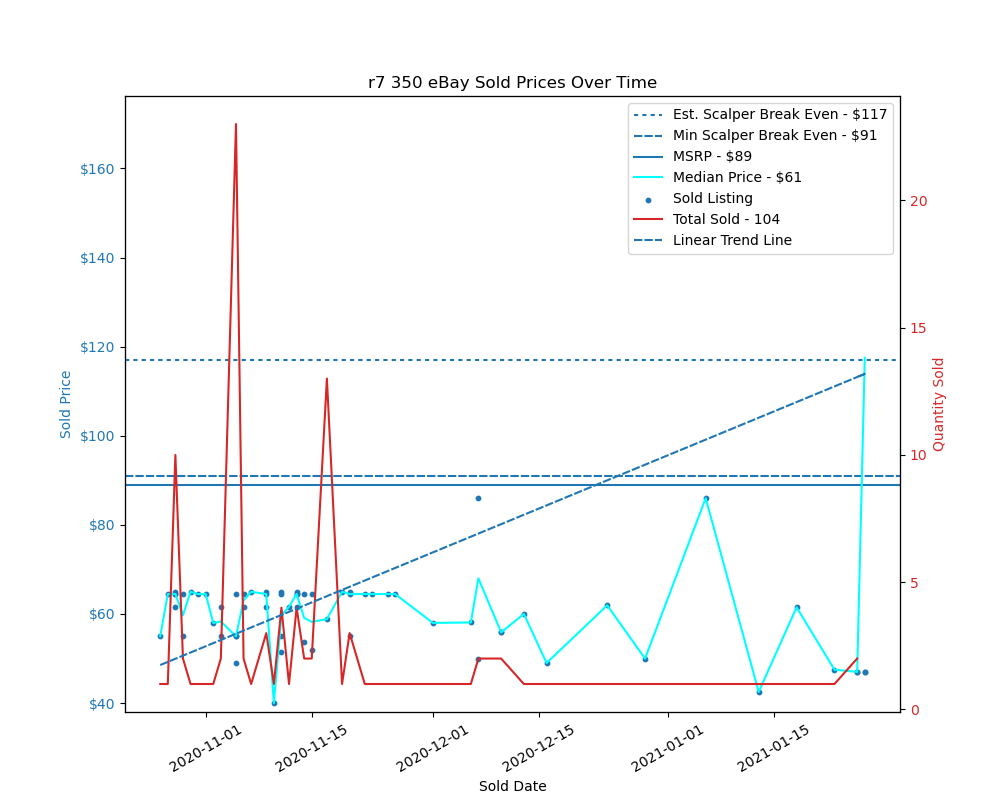 r7 350 eBay Sold Prices Over Time
Est. Scalper Break Even - $117
Min Scalper Break Even - $91
MSRP - $89
Median Price - $61
Sold Listing
Total Sold - 104
Linear Trend Line
$160
$140
$120
$100
$80
$60
$40
Sold Price
20
15
10
5
0
Quantity Sold
2020-11-01
2020-11-15
2020-12-01
2020-12-15
2021-01-01
2021-01-15
Sold Date